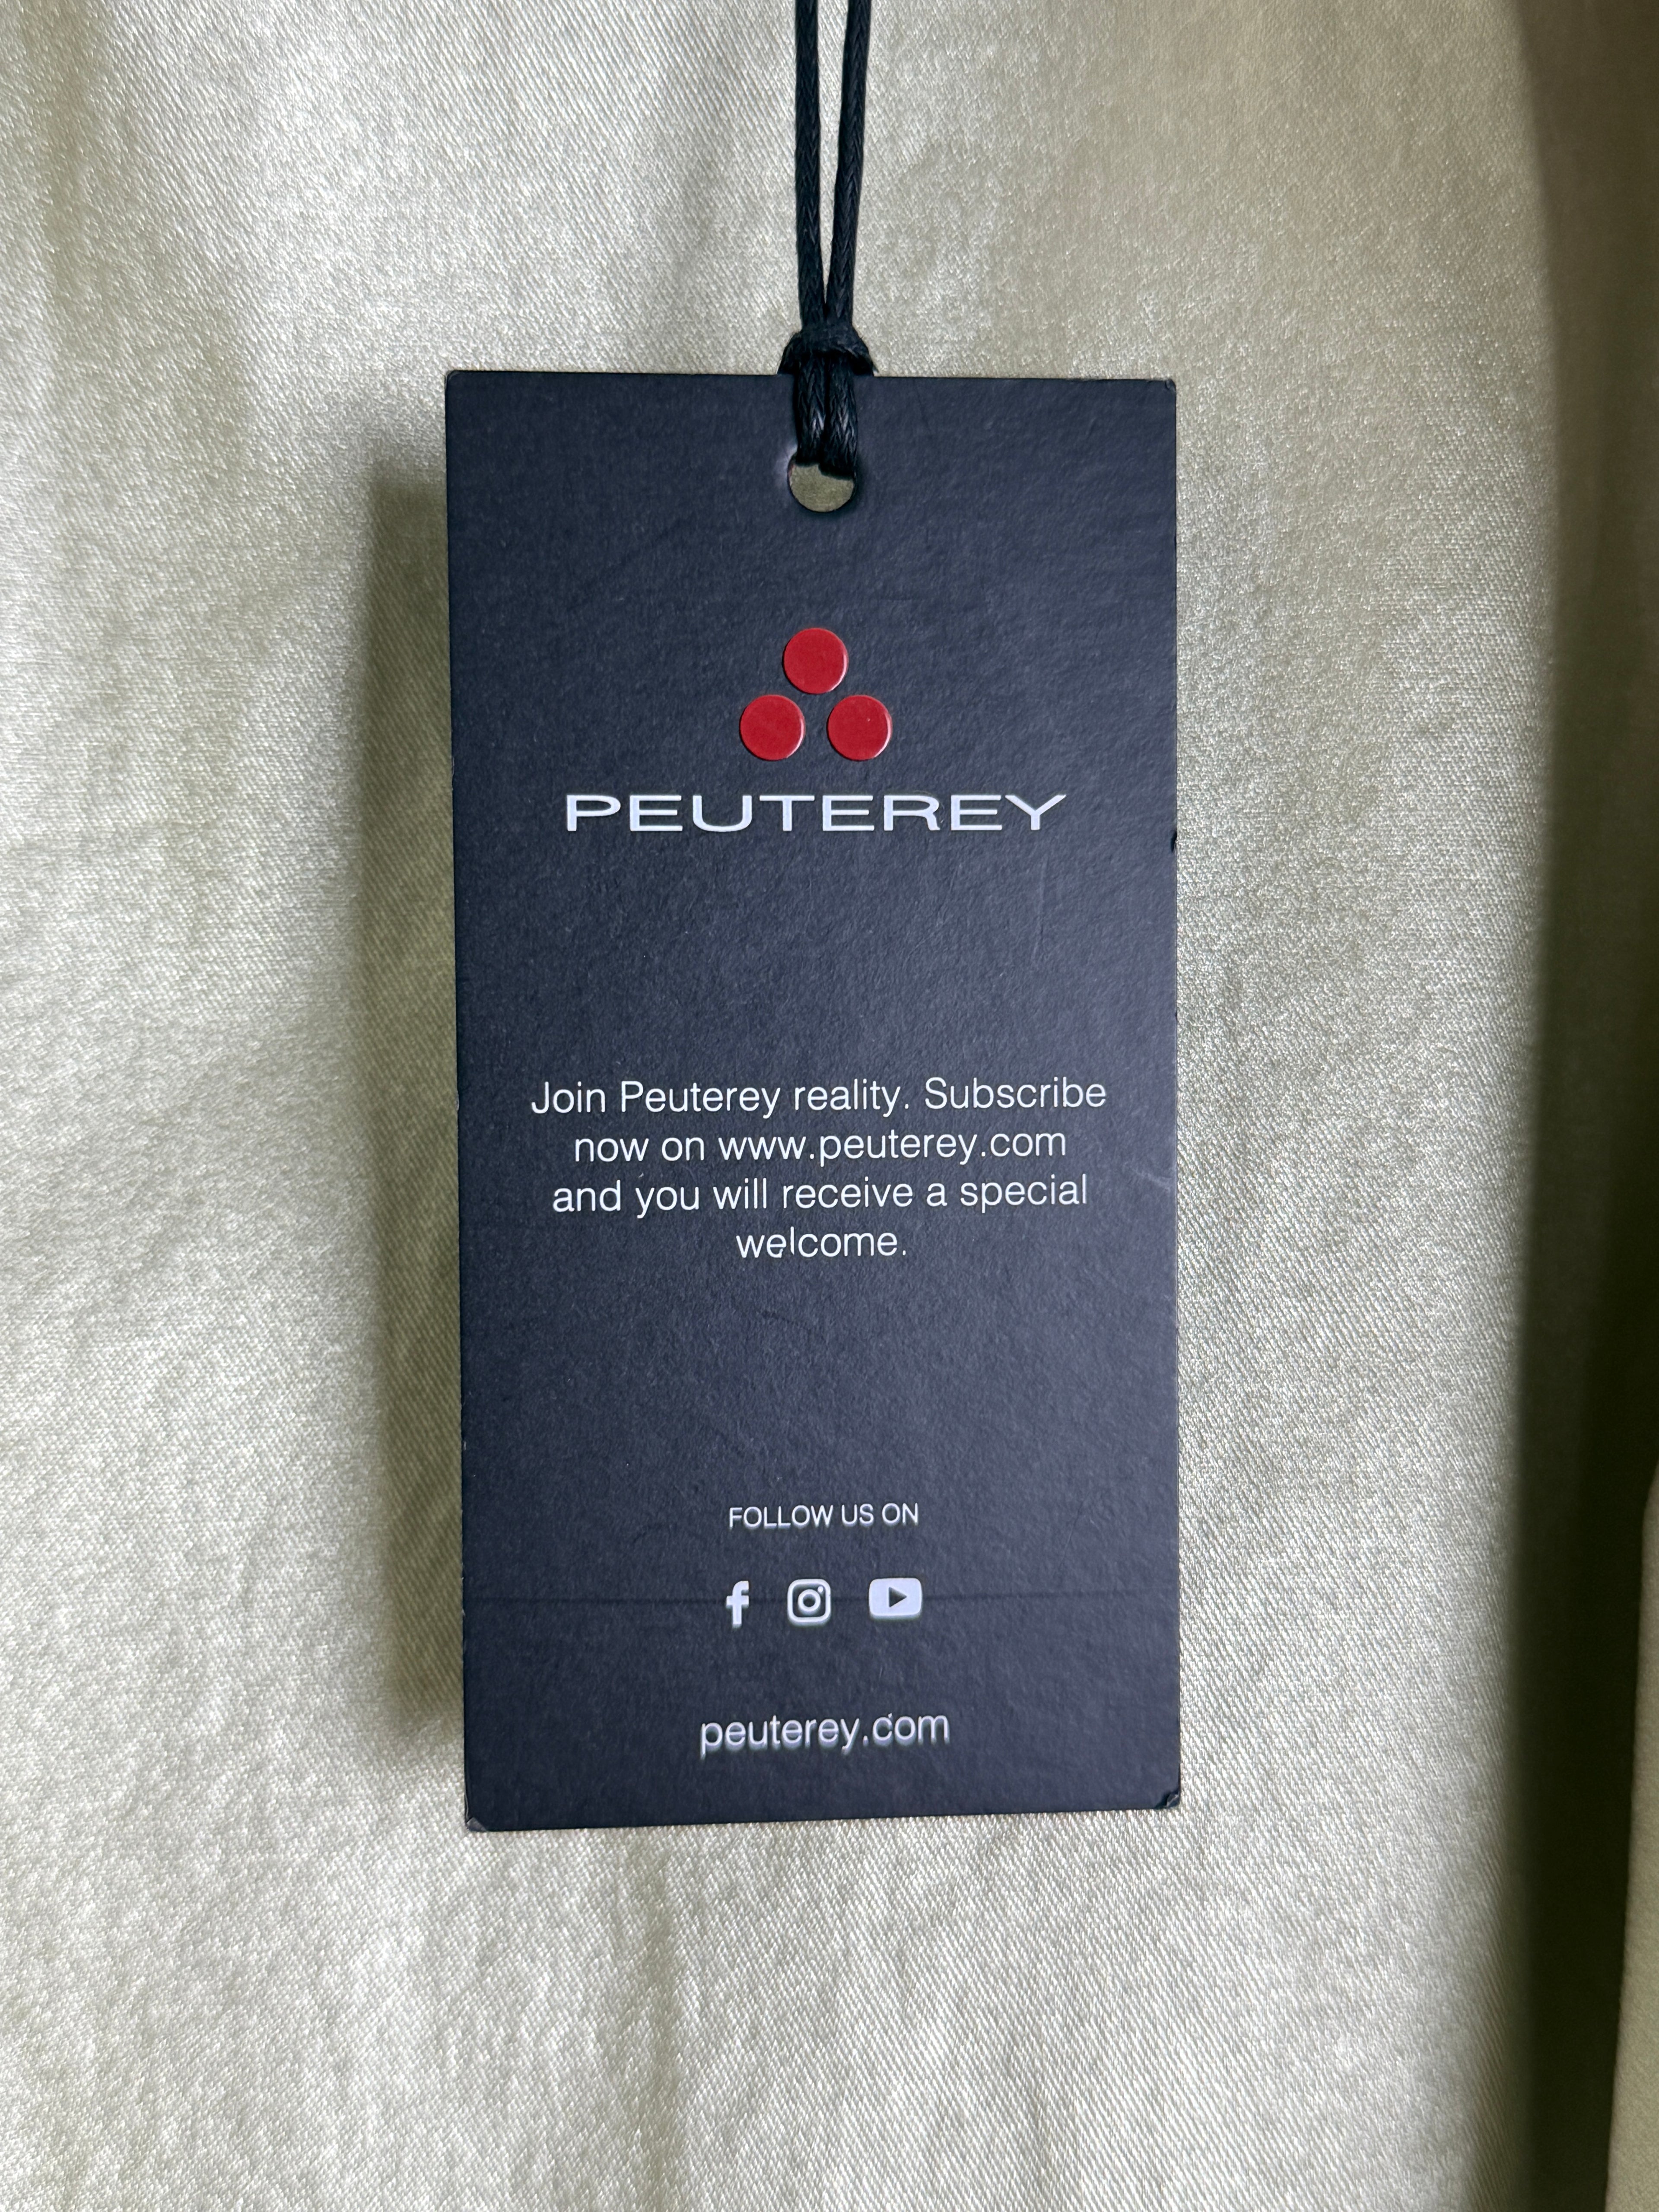 PEUTEREY
Join Peuterey reality. Subscribe
now on www.peuterey.com
and you will receive a special
welcome.
FOLLOW US ON
peuterey.com